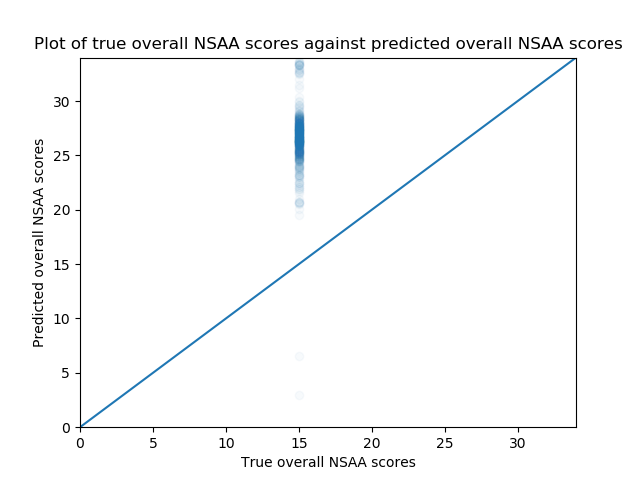 Plot of true overall NSAA scores against predicted overall NSAA scores
Predicted overall NSAA scores
30
25
20
15
10
5
0
0 5 10 15 20 25 30
True overall NSAA scores